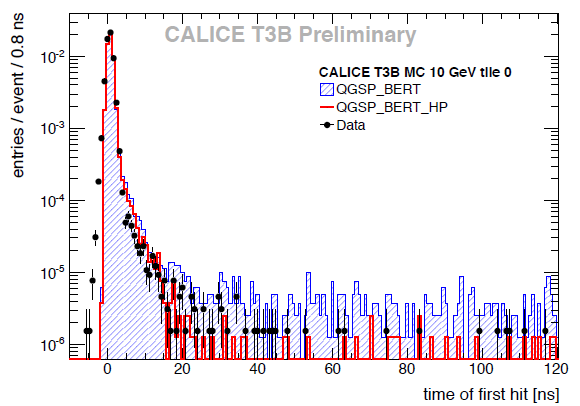 CALICE T3B Preliminary
CALICE T3B MC 10 GeV tile 0
QGSP_BERT
QGSP_BERT_HP
Data
entries / event / 0.8 ns
10-2
10-3
10-4
10-5
10-6
0 20 40 60 80 100 120
time of first hit [ns]